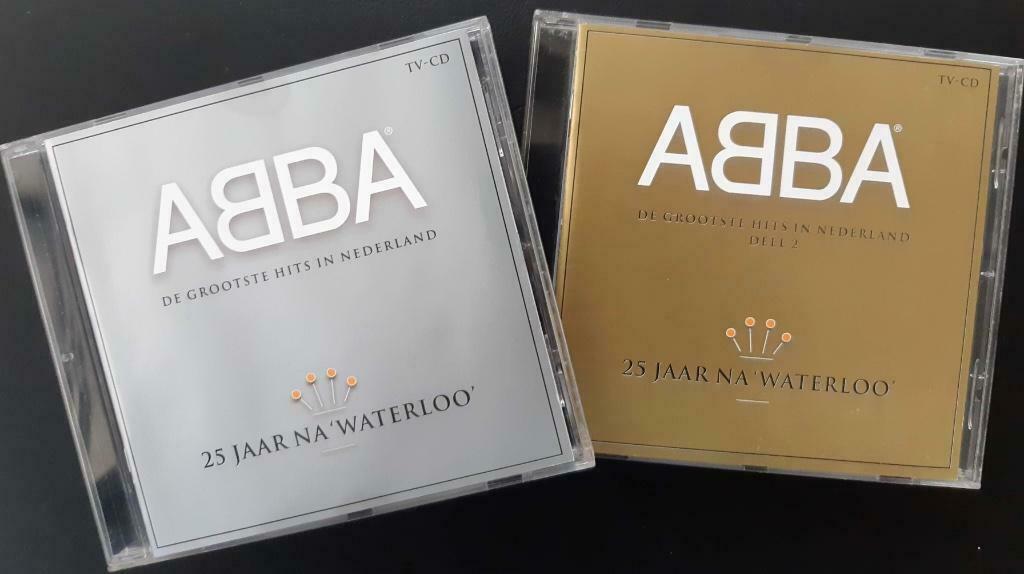 TV-CD
ABBA®
DE GROOTSTE HITS IN NEDERLAND
25 JAAR NA 'WATERLOO'
TV-CD
ABBA®
DE GROOTSTE HITS IN NEDERLAND
DEEL 2
25 JAAR NA 'WATERLOO'